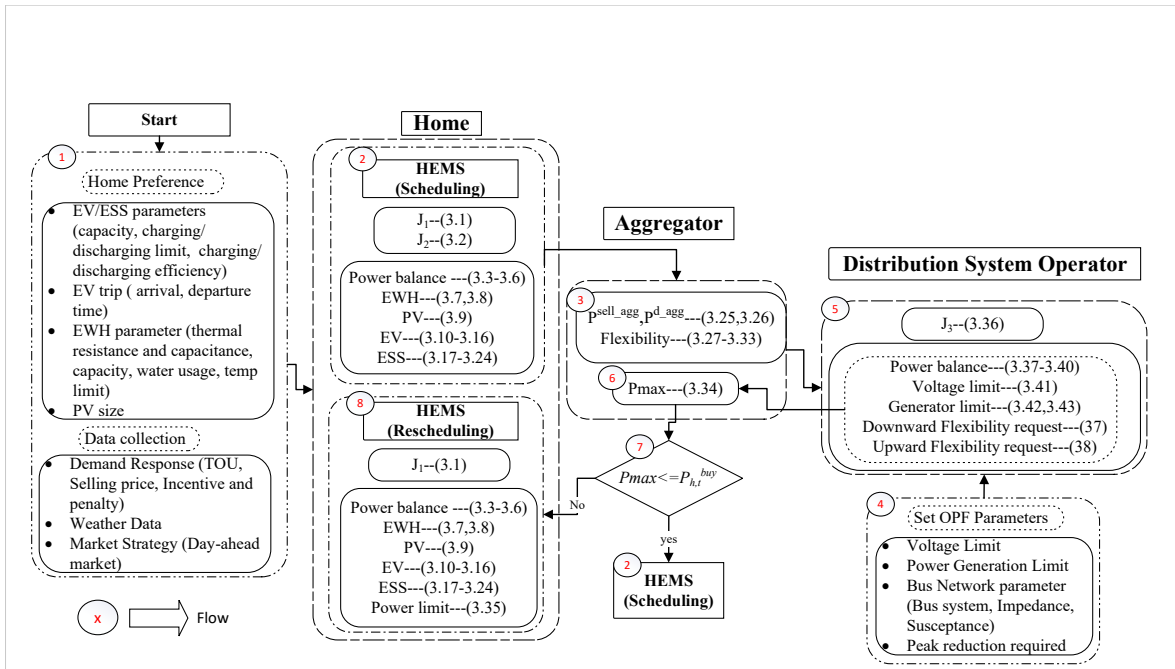 Start
1
Home Preference
• EV/ESS parameters
(capacity, charging/
discharging limit, charging/
discharging efficiency)
• EV trip ( arrival, departure
time)
• EWH parameter (thermal
resistance and capacitance,
capacity, water usage, temp
limit)
• PV size
Data collection
• Demand Response (TOU,
Selling price, Incentive and
penalty)
• Weather Data
• Market Strategy (Day-ahead
market)
x
Flow
Home
2
HEMS
(Scheduling)
J₁--(3.1)
J₂--(3.2)
Power balance ---(3.3-3.6)
EWH---(3.7,3.8)
PV---(3.9)
EV---(3.10-3.16)
ESS---(3.17-3.24)
8
HEMS
(Rescheduling)
J₁--(3.1)
Power balance ---(3.3-3.6)
EWH---(3.7,3.8)
PV---(3.9)
EV---(3.10-3.16)
ESS---(3.17-3.24)
Power limit---(3.35)
Aggregator
3
P^sell_agg,P^d_agg---(3.25,3.26)
Flexibility---(3.27-3.33)
6
Pmax---(3.34)
7
Pmax<=P_h,t^buy
No
yes
2
HEMS
(Scheduling)
Distribution System Operator
5
J₃--(3.36)
Power balance---(3.37-3.40)
Voltage limit---(3.41)
Generator limit---(3.42,3.43)
Downward Flexibility request---(37)
Upward Flexibility request---(38)
4
Set OPF Parameters
• Voltage Limit
• Power Generation Limit
• Bus Network parameter
(Bus system, Impedance,
Susceptance)
• Peak reduction required